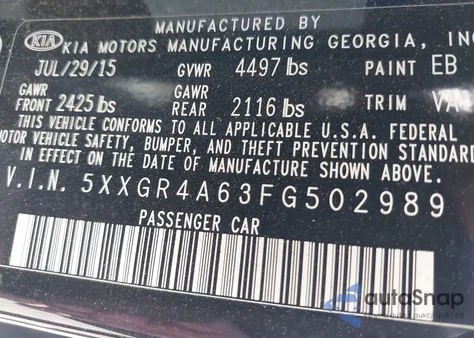 MANUFACTURED BY
KIA KIA MOTORS MANUFACTURING GEORGIA, INC
JUL/29/15 GVWR 4497 lbs PAINT EB
GAWR FRONT 2425 lbs GAWR REAR 2116 lbs TRIM
THIS VEHICLE CONFORMS TO ALL APPLICABLE U.S.A. FEDERAL
MOTOR VEHICLE SAFETY, BUMPER, AND THEFT PREVENTION STANDARD
IN EFFECT ON THE DATE OF MANUFACTURE SHOWN ABOVE.
V.I.N. 5XXGR4A63FG502989
PASSENGER CAR
autoSnap